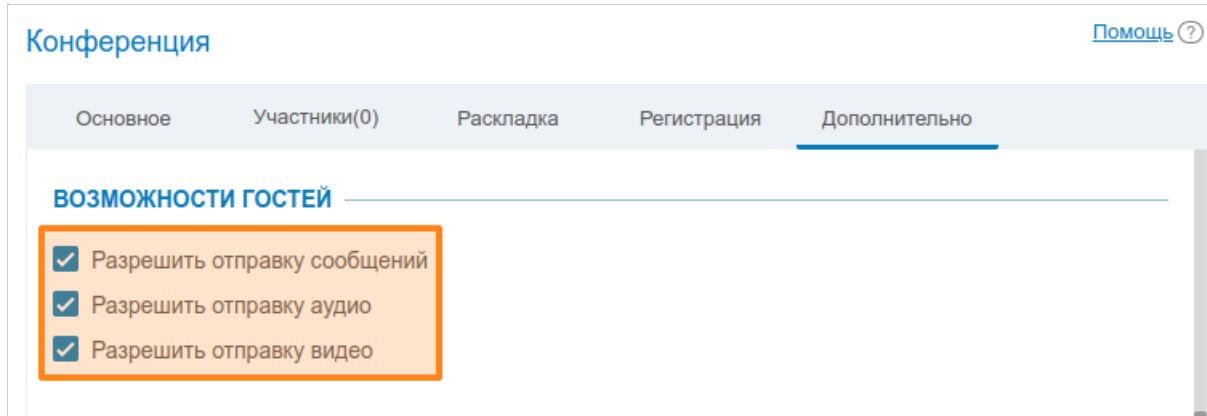 Конференция
Помощь ?
Основное Участники(0) Раскладка Регистрация Дополнительно
ВОЗМОЖНОСТИ ГОСТЕЙ
Разрешить отправку сообщений
Разрешить отправку аудио
Разрешить отправку видео